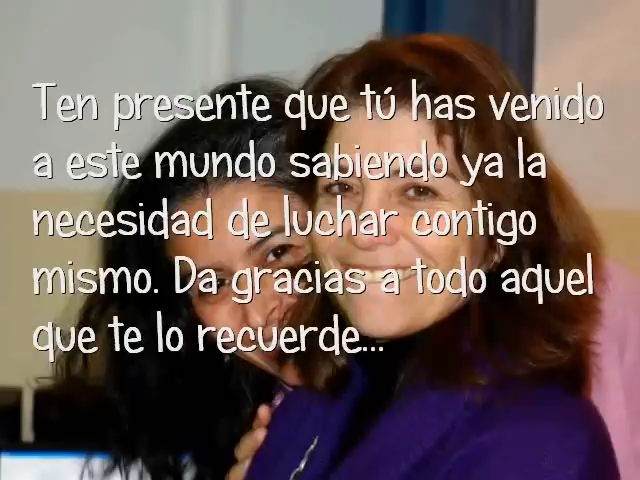 Ten presente que tú has venido
a este mundo sabiendo ya la
necesidad de luchar contigo
mismo. Da gracias a todo aquel
que te lo recuerde...